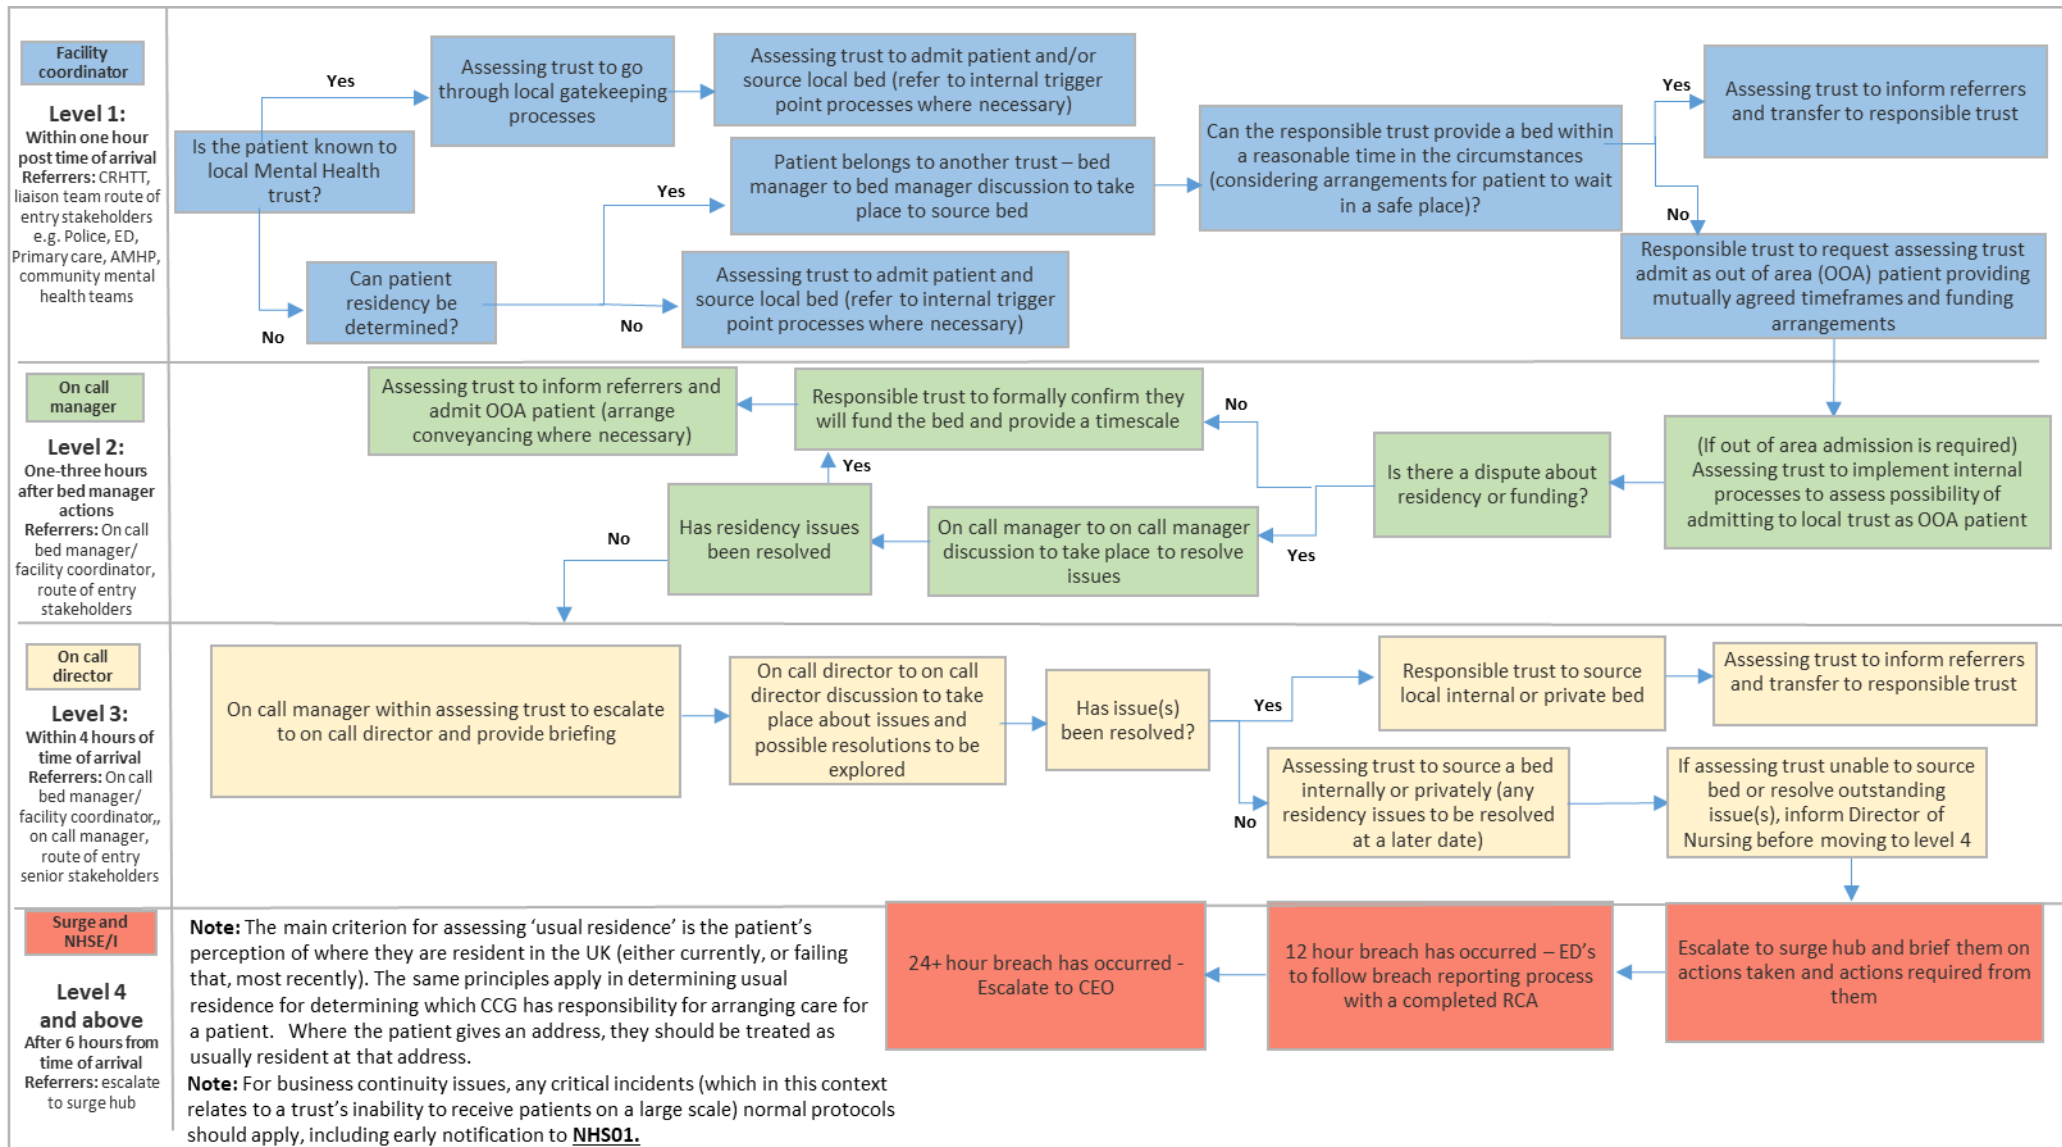 Facility
coordinator
Level 1:
Within one hour
post time of arrival
Referrers: CRHTT,
liaison team route of
entry stakeholders
e.g. Police, ED,
Primary care, AMHP,
community mental
health teams
Is the patient known to
local Mental Health
trust?
Yes
Assessing trust to go
through local gatekeeping
processes
Assessing trust to admit patient and/or
source local bed (refer to internal trigger
point processes where necessary)
No
Can patient
residency be
determined?
Yes
Patient belongs to another trust – bed
manager to bed manager discussion to take
place to source bed
No
Assessing trust to admit patient and
source local bed (refer to internal trigger
point processes where necessary)
Can the responsible trust provide a bed within
a reasonable time in the circumstances
(considering arrangements for patient to wait
in a safe place)?
Yes
Assessing trust to inform referrers
and transfer to responsible trust
No
Responsible trust to request assessing trust
admit as out of area (OOA) patient providing
mutually agreed timeframes and funding
arrangements
On call
manager
Level 2:
One-three hours
after bed manager
actions
Referrers: On call
bed manager/
facility coordinator,
route of entry
stakeholders
(If out of area admission is required)
Assessing trust to implement internal
processes to assess possibility of
admitting to local trust as OOA patient
Is there a dispute about
residency or funding?
No
Responsible trust to formally confirm they
will fund the bed and provide a timescale
Assessing trust to inform referrers and
admit OOA patient (arrange
conveyancing where necessary)
Yes
On call manager to on call manager
discussion to take place to resolve
issues
Has residency issues
been resolved
Yes
No
On call
director
Level 3:
Within 4 hours of
time of arrival
Referrers: On call
bed manager/
facility coordinator,,
on call manager,
route of entry
senior stakeholders
On call manager within assessing trust to escalate
to on call director and provide briefing
On call director to on call
director discussion to take
place about issues and
possible resolutions to be
explored
Has issue(s)
been resolved?
Yes
Responsible trust to source
local internal or private bed
Assessing trust to inform referrers
and transfer to responsible trust
No
Assessing trust to source a bed
internally or privately (any
residency issues to be resolved
at a later date)
If assessing trust unable to source
bed or resolve outstanding
issue(s), inform Director of
Nursing before moving to level 4
Surge and
NHSE/I
Level 4
and above
After 6 hours from
time of arrival
Referrers: escalate
to surge hub
Escalate to surge hub and brief them on
actions taken and actions required from
them
12 hour breach has occurred – ED's
to follow breach reporting process
with a completed RCA
24+ hour breach has occurred -
Escalate to CEO
Note: The main criterion for assessing ‘usual residence’ is the patient’s
perception of where they are resident in the UK (either currently, or failing
that, most recently). The same principles apply in determining usual
residence for determining which CCG has responsibility for arranging care for
a patient. Where the patient gives an address, they should be treated as
usually resident at that address.
Note: For business continuity issues, any critical incidents (which in this context
relates to a trust’s inability to receive patients on a large scale) normal protocols
should apply, including early notification to NHS01.